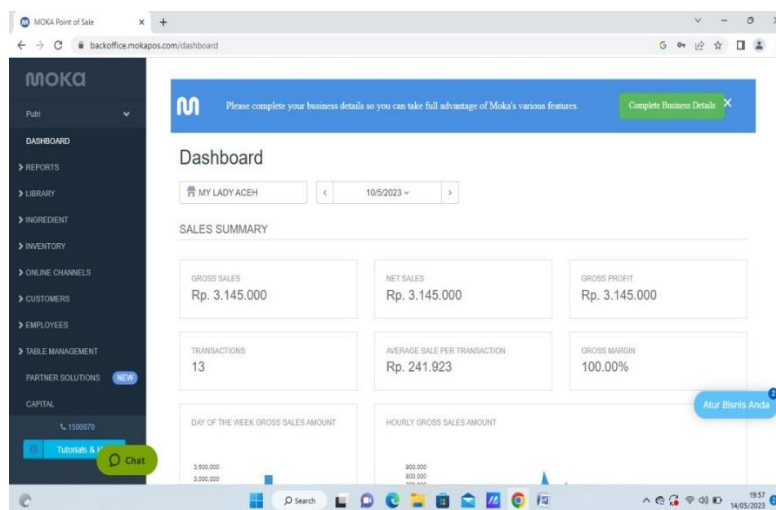 MOKA Point of Sale
backoffice.mokapos.com/dashboard
MOKA
Putri
DASHBOARD
REPORTS
LIBRARY
INGREDIENT
INVENTORY
ONLINE CHANNELS
CUSTOMERS
EMPLOYEES
TABLE MANAGEMENT
PARTNER SOLUTIONS NEW
CAPITAL
1500970
Tutorials &
Chat
Please complete your business details so you can take full advantage of Moka's various features.
Complete Business Details
Dashboard
MY LADY ACEH
10/5/2023
SALES SUMMARY
GROSS SALES
Rp. 3.145.000
NET SALES
Rp. 3.145.000
GROSS PROFIT
Rp. 3.145.000
TRANSACTIONS
13
AVERAGE SALE PER TRANSACTION
Rp. 241.923
GROSS MARGIN
100.00%
Atur Bisnis Anda
DAY OF THE WEEK GROSS SALES AMOUNT
3,500,000
3,000,000
HOURLY GROSS SALES AMOUNT
900,000
800,000
Search
19:57
14/05/2023